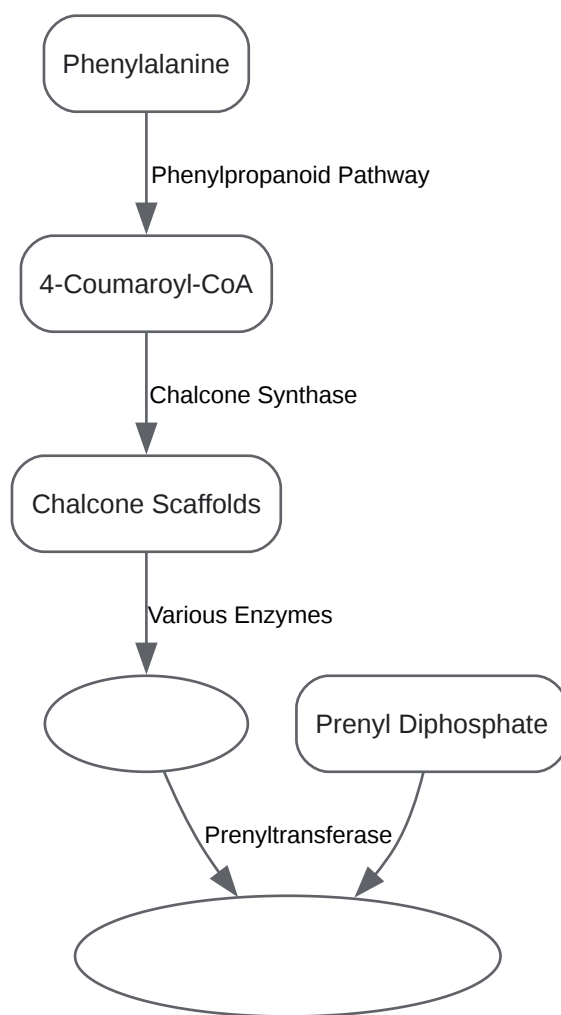 Phenylalanine
Phenylpropanoid Pathway
4-Coumaroyl-CoA
Chalcone Synthase
Chalcone Scaffolds
Various Enzymes
Prenyl Diphosphate
Prenyltransferase